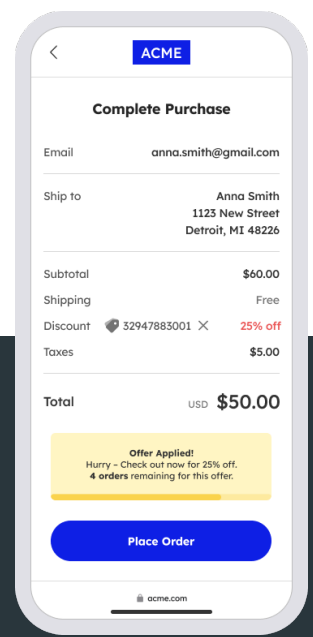 ACME
Complete Purchase
Email anna.smith@gmail.com
Ship to Anna Smith
1123 New Street
Detroit, MI 48226
Subtotal $60.00
Shipping Free
Discount 32947883001 25% off
Taxes $5.00
Total USD $50.00
Offer Applied!
Hurry – Check out now for 25% off.
4 orders remaining for this offer.
Place Order
acme.com